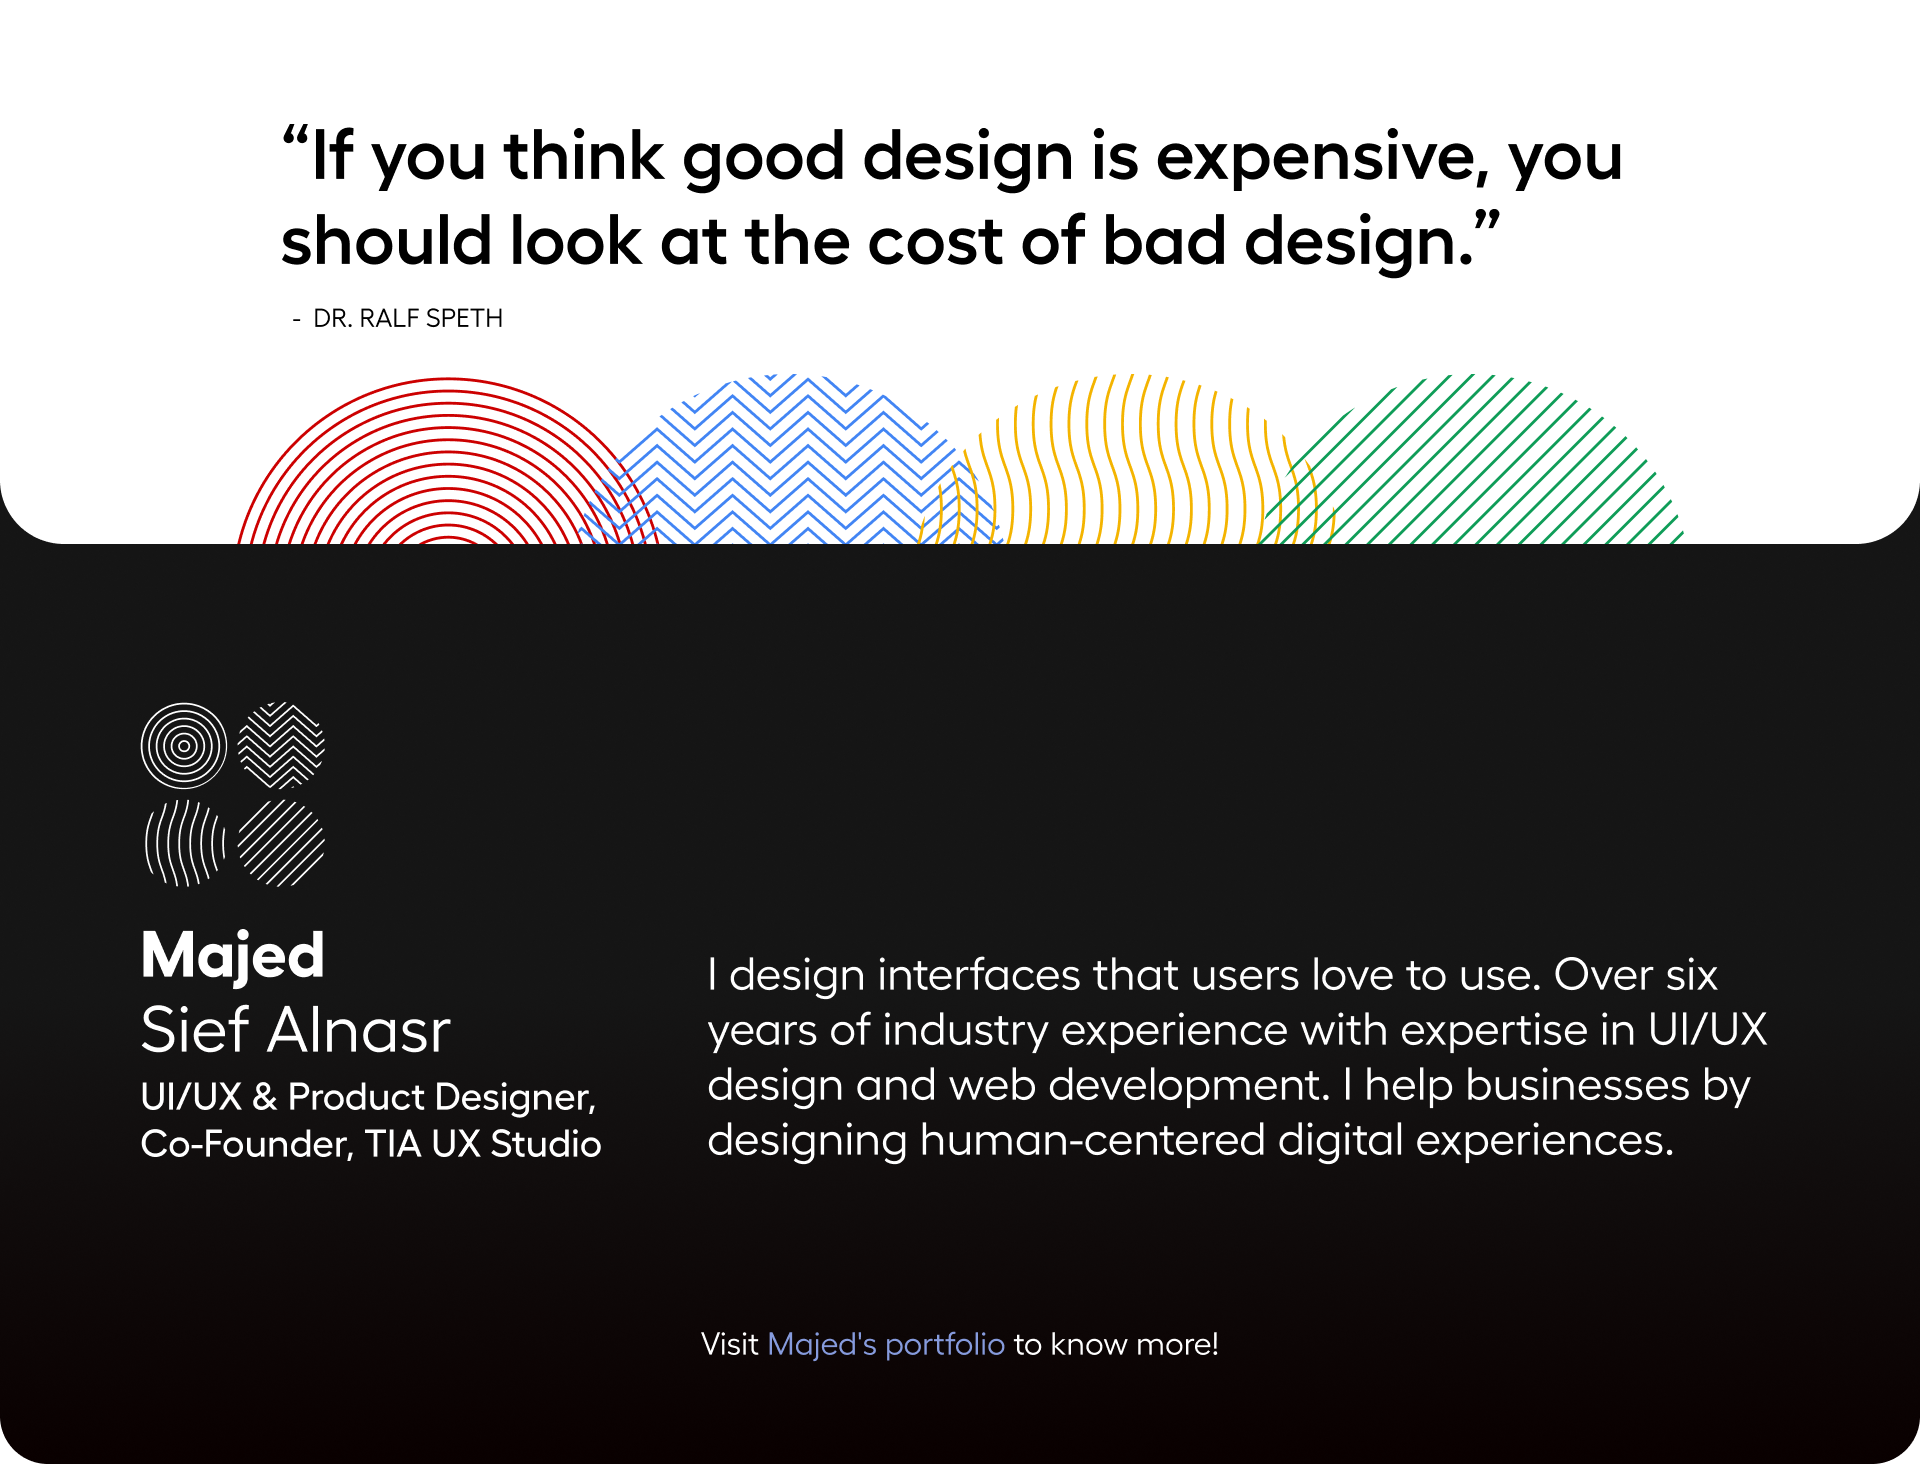 “If you think good design is expensive, you
should look at the cost of bad design.”
- DR. RALF SPETH
Majed
Sief Alnasr
UI/UX & Product Designer,
Co-Founder, TIA UX Studio
I design interfaces that users love to use. Over six
years of industry experience with expertise in UI/UX
design and web development. I help businesses by
designing human-centered digital experiences.
Visit Majed's portfolio to know more!